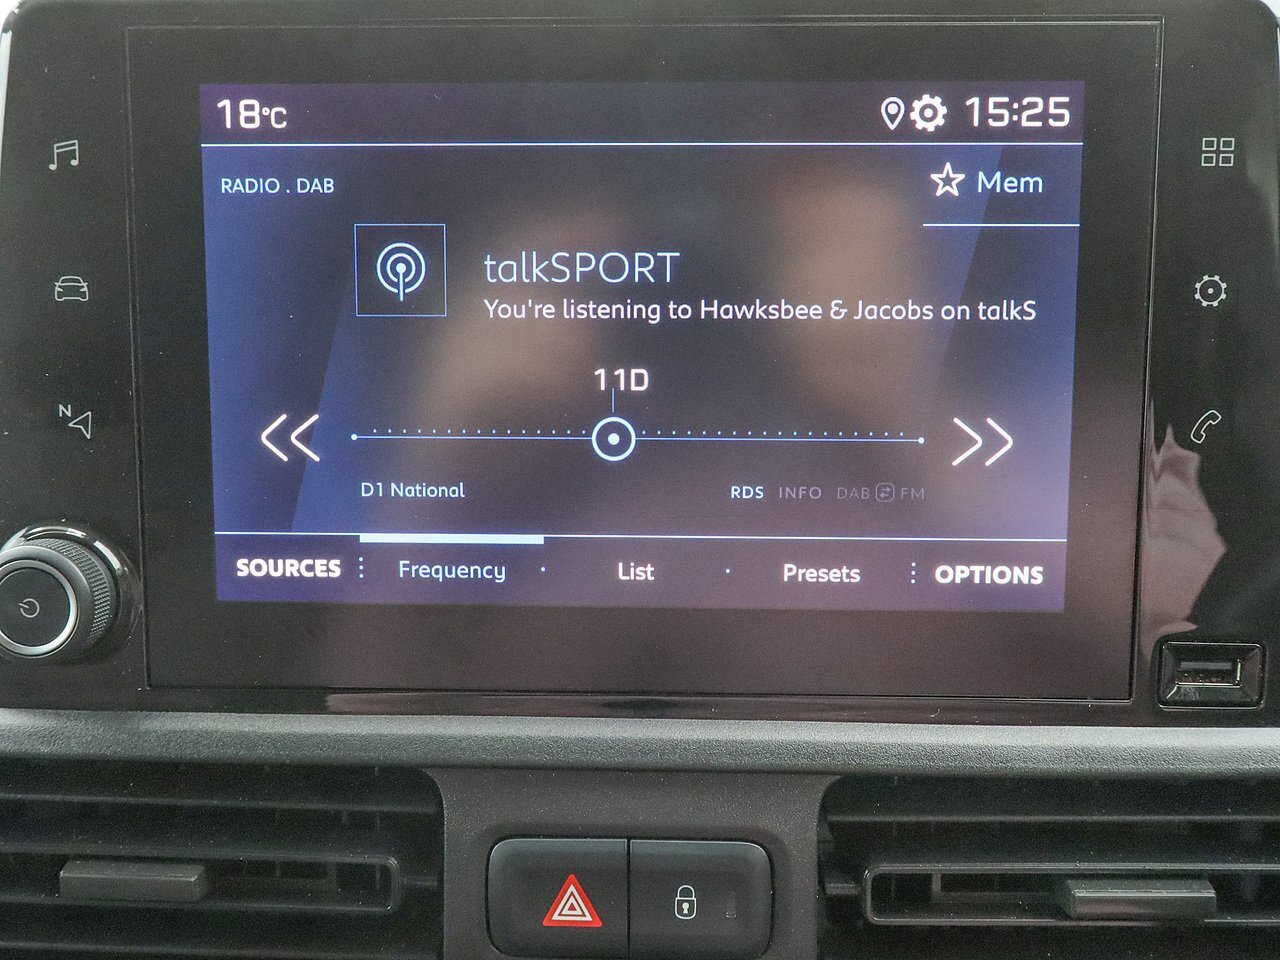 18°C
15:25
RADIO . DAB
Mem
talkSPORT
You're listening to Hawksbee & Jacobs on talkS
11D
N
D1 National
RDS INFO DAB FM
SOURCES Frequency List Presets OPTIONS